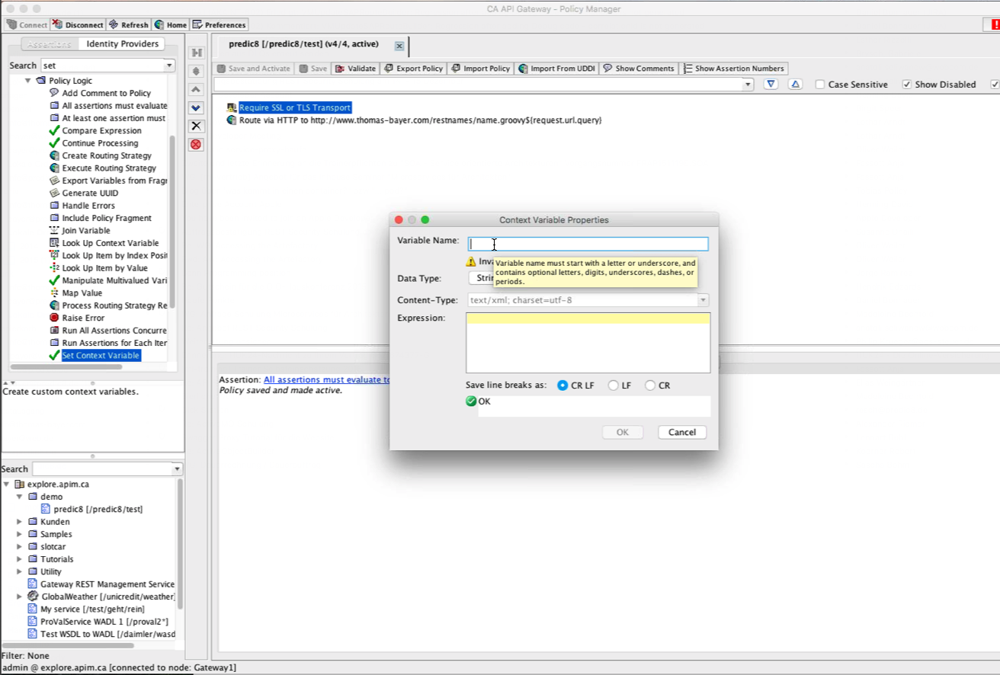 CA API Gateway - Policy Manager
Connect Disconnect Refresh Home Preferences
Assertions Identity Providers
Search set
Policy Logic
Add Comment to Policy
All assertions must evaluate
At least one assertion must
Compare Expression
Continue Processing
Create Routing Strategy
Execute Routing Strategy
Export Variables from Fragr
Generate UUID
Handle Errors
Include Policy Fragment
Join Variable
Look Up Context Variable
Look Up Item by Index Posit
Look Up Item by Value
Manipulate Multivalued Vari
Map Value
Process Routing Strategy Re
Raise Error
Run All Assertions Concurre
Run Assertions for Each Iter
Set Context Variable
Create custom context variables.
Search
explore.apim.ca
demo
predic8 [/predic8/test]
Kunden
Samples
slotcar
Tutorials
Utility
Gateway REST Management Service
GlobalWeather [/unicredit/weather]
My service [/test/geht/rein]
ProValService WADL 1 [/proval2*]
Test WSDL to WADL [/daimler/wasd
Filter: None
admin @ explore.apim.ca [connected to node: Gateway1]
predic8 [/predic8/test] (v4/4, active)
Save and Activate Save Validate Export Policy Import Policy Import From UDDI Show Comments Show Assertion Numbers
Case Sensitive Show Disabled
Require SSL or TLS Transport
Route via HTTP to http://www.thomas-bayer.com/restnames/name.groovy${request.url.query}
Assertion: All assertions must evaluate to
Policy saved and made active.
Context Variable Properties
Variable Name:
Inva
Variable name must start with a letter or underscore, and
contains optional letters, digits, underscores, dashes, or
periods.
Data Type: Strin
Content-Type: text/xml; charset=utf-8
Expression:
Save line breaks as: CR LF LF CR
OK
OK Cancel